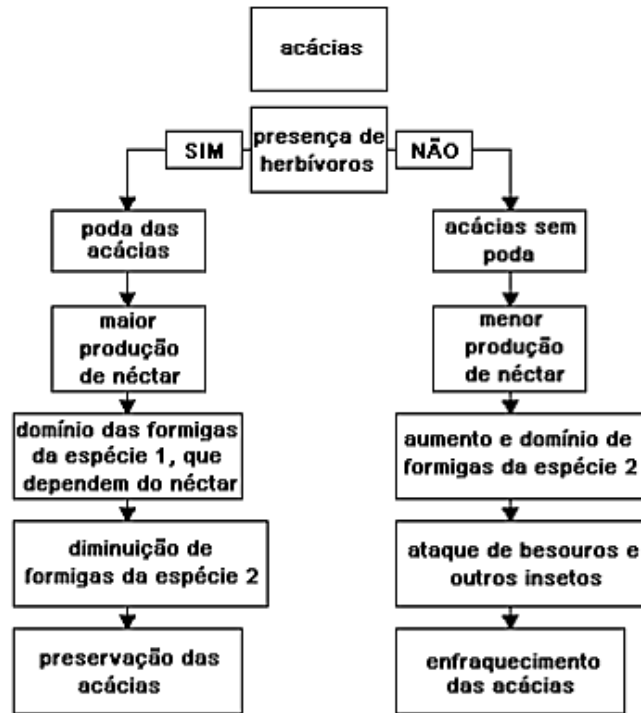 acácias
presença de
herbívoros
SIM
NÃO
poda das
acácias
maior
produção
de néctar
domínio das formigas
da espécie 1, que
dependem do néctar
diminuição de
formigas da espécie 2
preservação das
acácias
acácias sem
poda
menor
produção
de néctar
aumento e domínio de
formigas da espécie 2
ataque de besouros e
outros insetos
enfraquecimento
das acácias